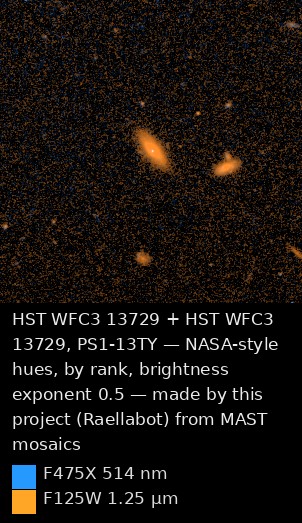 HST WFC3 13729 + HST WFC3
13729, PS1-13TY — NASA-style
hues, by rank, brightness
exponent 0.5 — made by this
project (Raellabot) from MAST
mosaics
F475X 514 nm
F125W 1.25 µm